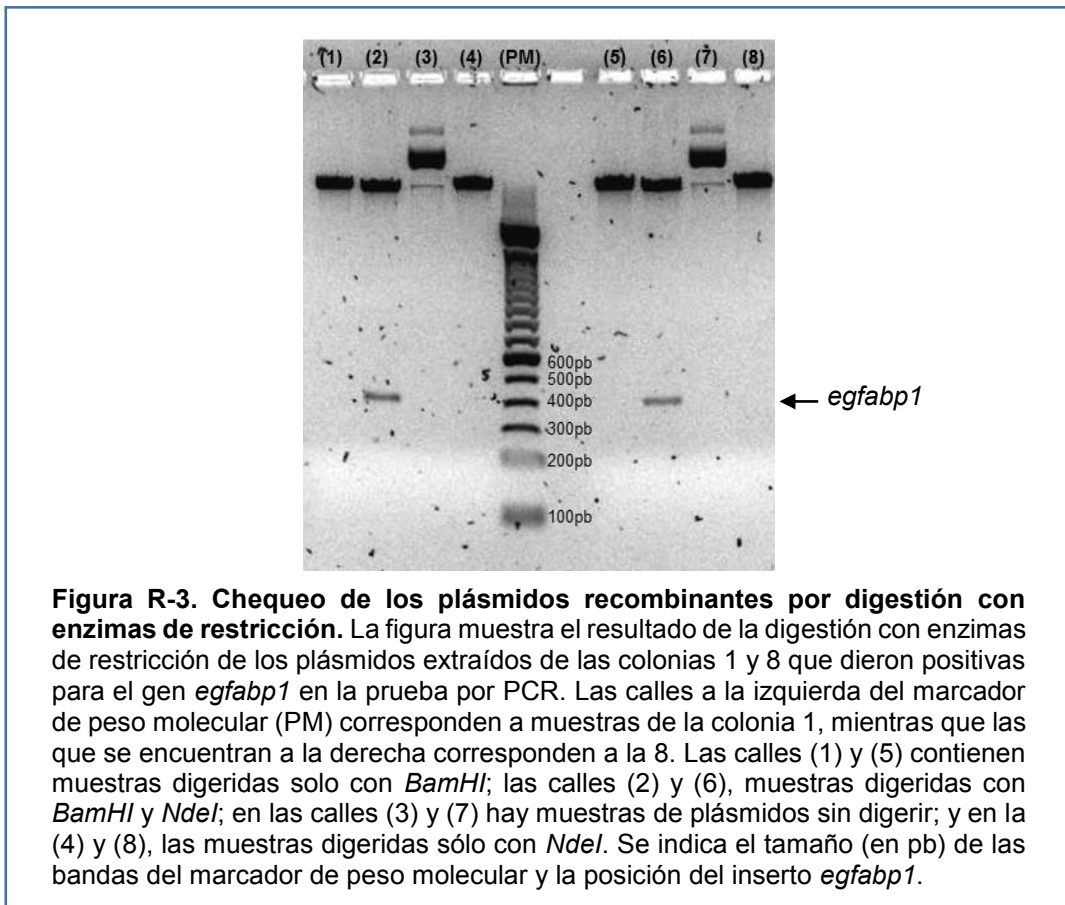 (1) (2) (3) (4) (PM) (5) (6) (7) (8)
600pb
500pb
400pb
egfabp1
300pb
200pb
100pb
Figura R-3. Chequeo de los plásmidos recombinantes por digestión con
enzimas de restricción. La figura muestra el resultado de la digestión con enzimas
de restricción de los plásmidos extraídos de las colonias 1 y 8 que dieron positivas
para el gen egfabp1 en la prueba por PCR. Las calles a la izquierda del marcador
de peso molecular (PM) corresponden a muestras de la colonia 1, mientras que las
que se encuentran a la derecha corresponden a la 8. Las calles (1) y (5) contienen
muestras digeridas solo con BamHI; las calles (2) y (6), muestras digeridas con
BamHI y NdeI; en las calles (3) y (7) hay muestras de plásmidos sin digerir; y en la
(4) y (8), las muestras digeridas sólo con NdeI. Se indica el tamaño (en pb) de las
bandas del marcador de peso molecular y la posición del inserto egfabp1.